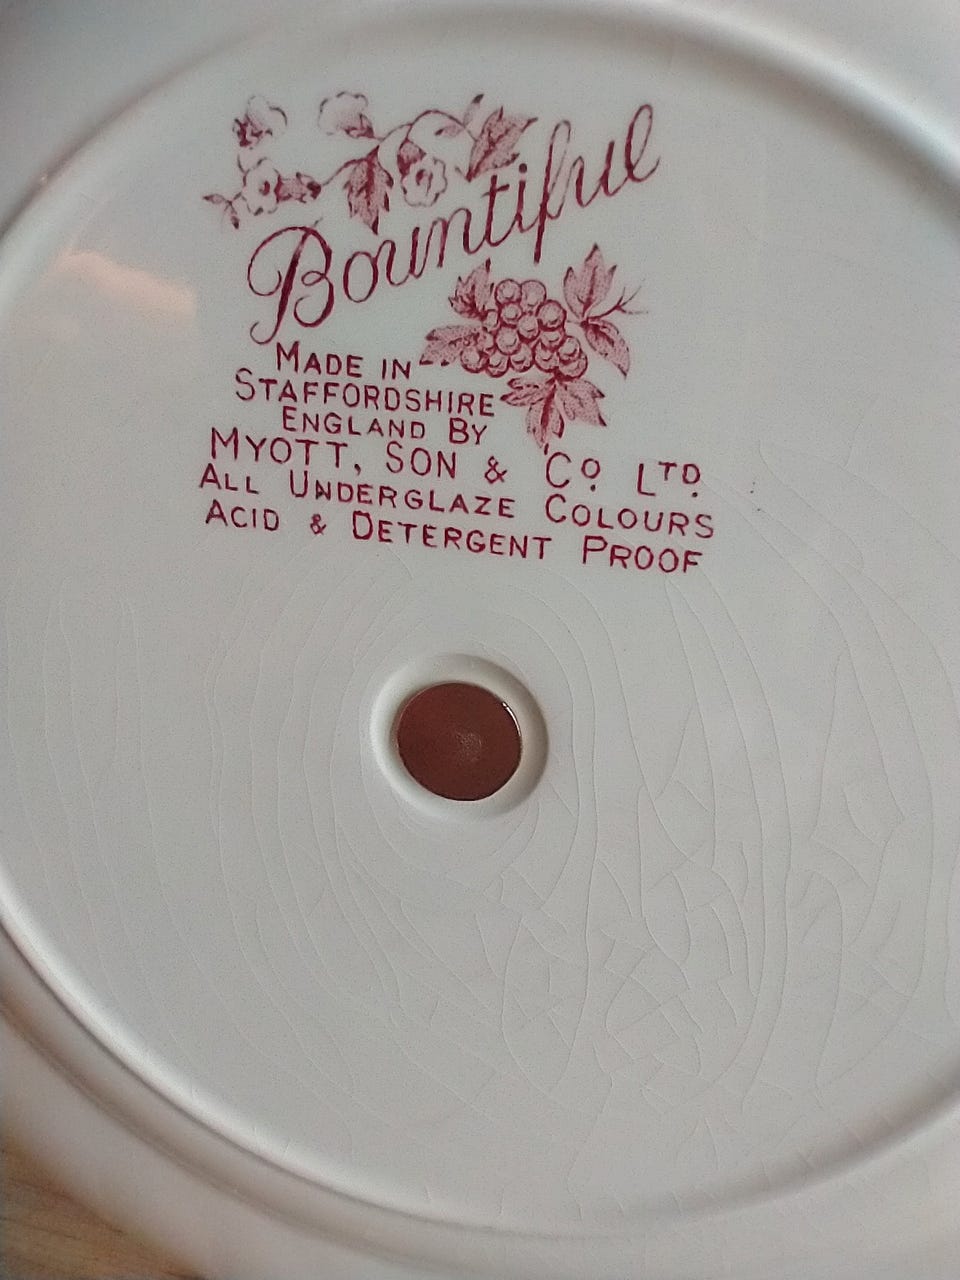 Bountiful
MADE IN
STAFFORDSHIRE
ENGLAND BY
MYOTT, SON & Co LTD.
ALL UNDERGLAZE COLOURS
ACID & DETERGENT PROOF